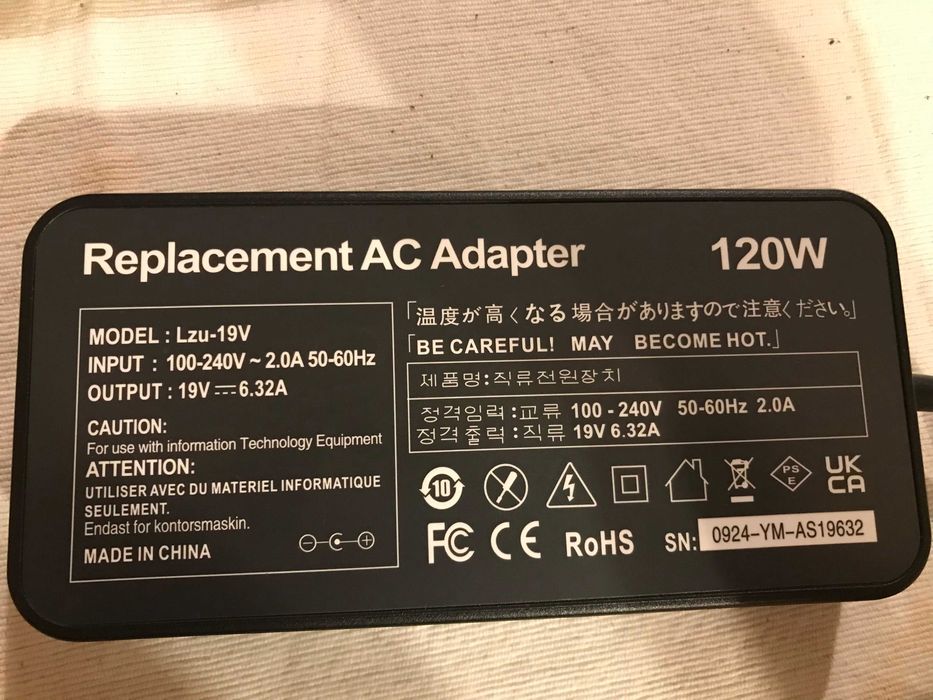 Replacement AC Adapter 120W
MODEL : Lzu-19V
INPUT : 100-240V ~ 2.0A 50-60Hz
OUTPUT : 19V ⎓ 6.32A
CAUTION:
For use with information Technology Equipment
ATTENTION:
UTILISER AVEC DU MATERIEL INFORMATIQUE
SEULEMENT.
Endast for kontorsmaskin.
MADE IN CHINA
「温度が高くなる場合がありますので注意ください。」
「BE CAREFUL! MAY BECOME HOT.」
제품명:직류전원장치
정격임력:교류 100 - 240V 50-60Hz 2.0A
정격출력:직류 19V 6.32A
10
PS
E
UK
CA
FC CE RoHS SN: 0924-YM-AS19632